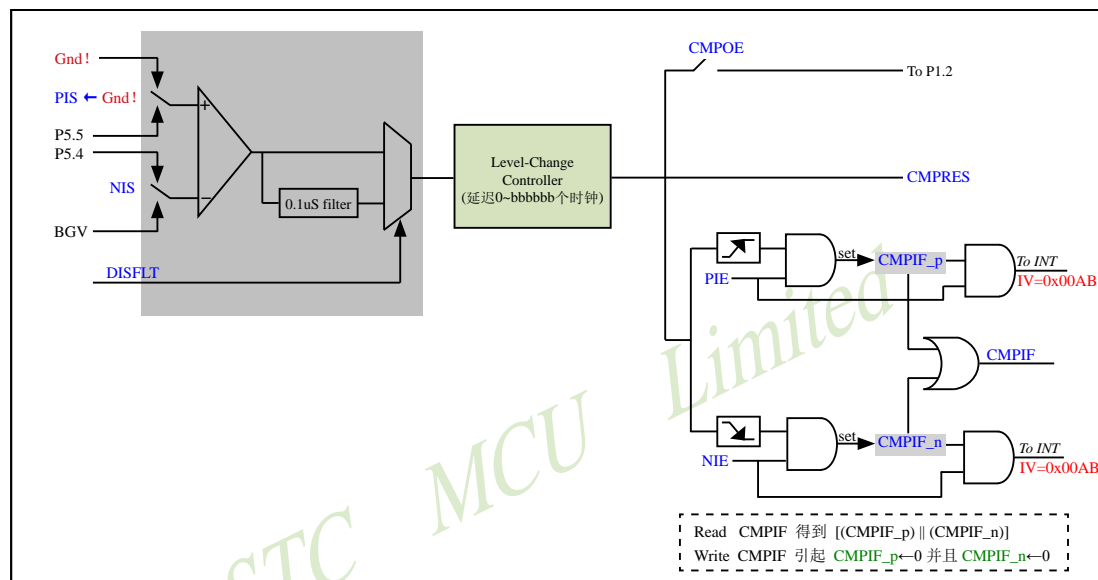 CMPOE
Gnd!
To P1.2
PIS ← Gnd!
+
P5.5
P5.4
Level-Change
Controller
(延迟0~bbbbbb个时钟)
CMPRES
NIS
−
0.1uS filter
BGV
DISFLT
set
CMPIF_p
To INT
IV=0x00AB
PIE
CMPIF
set
CMPIF_n
To INT
IV=0x00AB
NIE
STC MCU Limited
Read CMPIF 得到 [(CMPIF_p) || (CMPIF_n)]
Write CMPIF 引起 CMPIF_p←0 并且 CMPIF_n←0